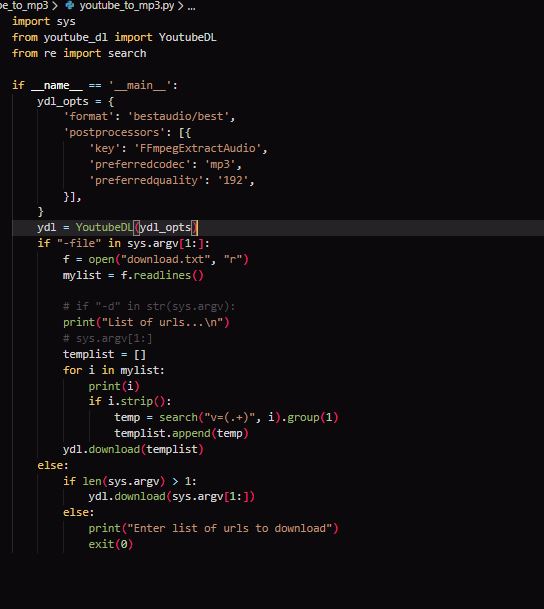 be_to_mp3 > youtube_to_mp3.py > ...
import sys
from youtube_dl import YoutubeDL
from re import search

if __name__ == '__main__':
    ydl_opts = {
        'format': 'bestaudio/best',
        'postprocessors': [{
            'key': 'FFmpegExtractAudio',
            'preferredcodec': 'mp3',
            'preferredquality': '192',
        }],
    }
    ydl = YoutubeDL(ydl_opts)
    if "-file" in sys.argv[1:]:
        f = open("download.txt", "r")
        mylist = f.readlines()

        # if "-d" in str(sys.argv):
        print("List of urls...\n")
        # sys.argv[1:]
        templist = []
        for i in mylist:
            print(i)
            if i.strip():
                temp = search("v=(.+)", i).group(1)
                templist.append(temp)
        ydl.download(templist)
    else:
        if len(sys.argv) > 1:
            ydl.download(sys.argv[1:])
        else:
            print("Enter list of urls to download")
            exit(0)